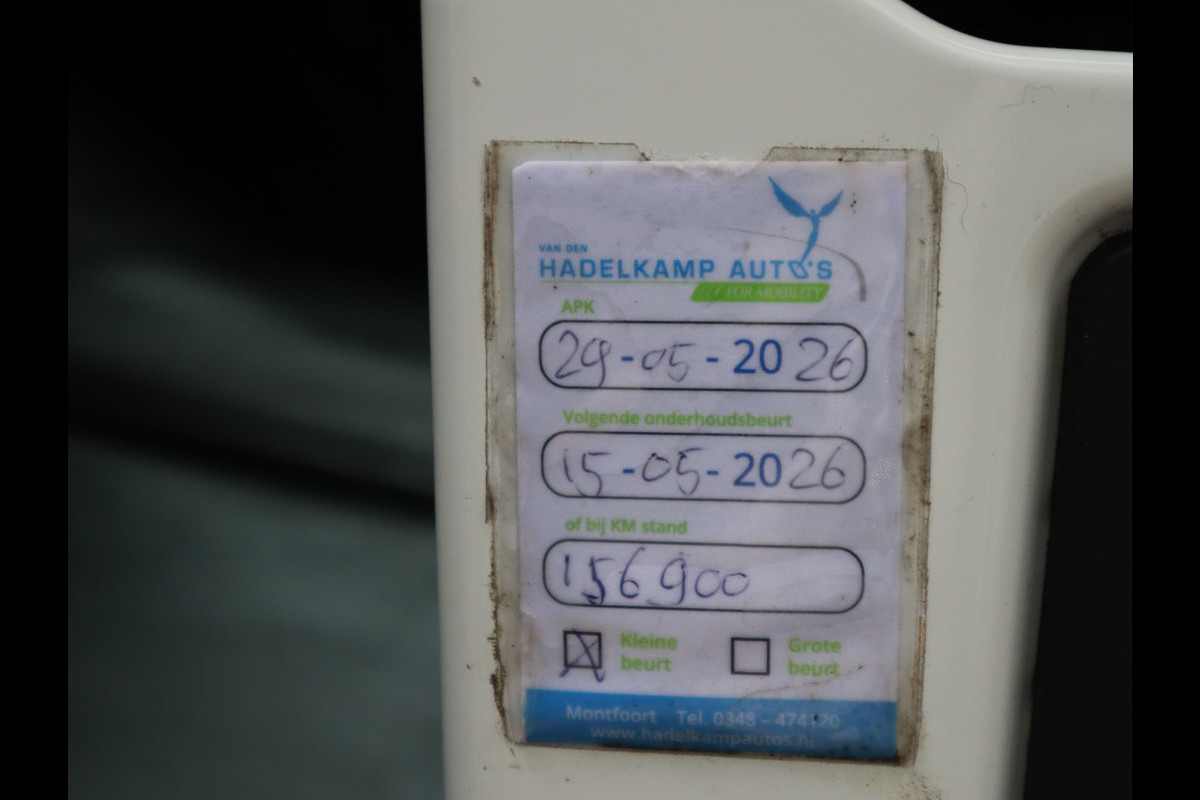 VAN DEN
HADELKAMP AUTO'S
FOR MOBILITY
APK
29-05-2026
Volgende onderhoudsbeurt
15-05-2026
of bij KM stand
156900
Kleine beurt
Grote beurt
Montfoort Tel. 0348 - 474120
www.hadelkampautos.nl